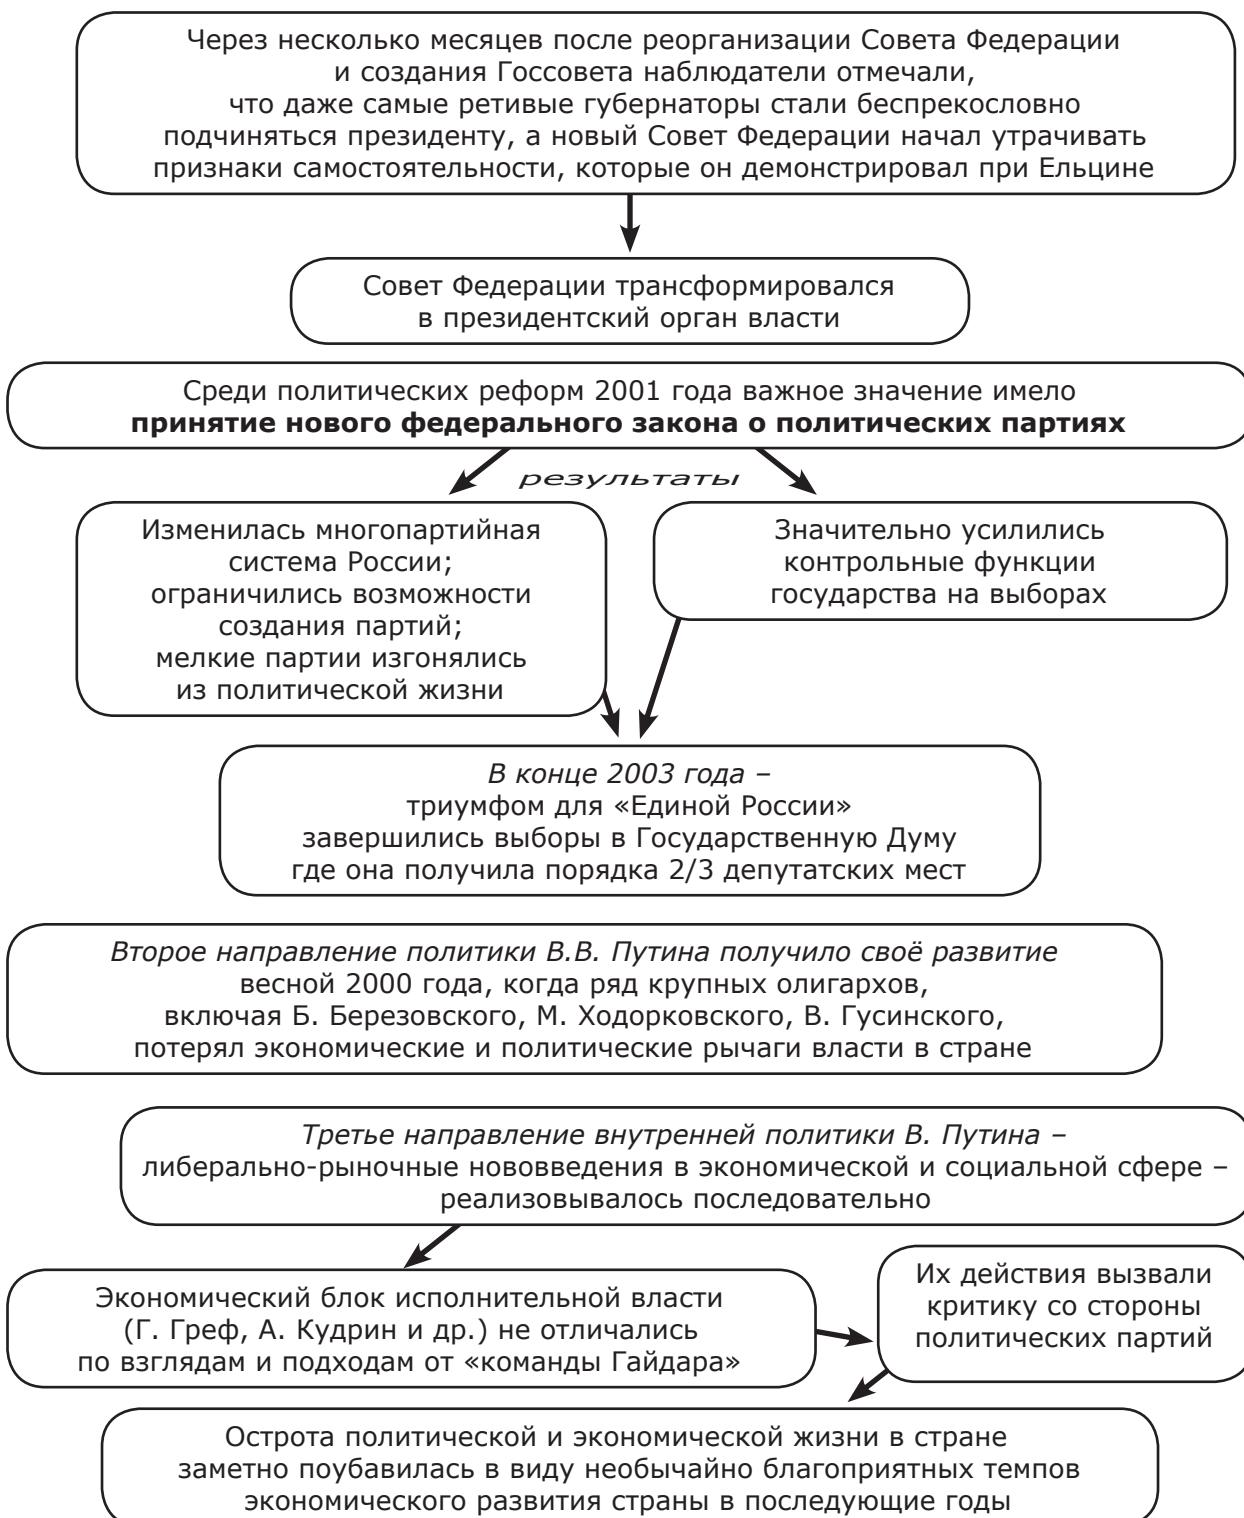 Через несколько месяцев после реорганизации Совета Федерации
и создания Госсовета наблюдатели отмечали,
что даже самые ретивые губернаторы стали беспрекословно
подчиняться президенту, а новый Совет Федерации начал утрачивать
признаки самостоятельности, которые он демонстрировал при Ельцине
Совет Федерации трансформировался
в президентский орган власти
Среди политических реформ 2001 года важное значение имело
принятие нового федерального закона о политических партиях
результаты
Изменилась многопартийная
система России;
ограничились возможности
создания партий;
мелкие партии изгонялись
из политической жизни
Значительно усилились
контрольные функции
государства на выборах
В конце 2003 года –
триумфом для «Единой России»
завершились выборы в Государственную Думу
где она получила порядка 2/3 депутатских мест
Второе направление политики В.В. Путина получило своё развитие
весной 2000 года, когда ряд крупных олигархов,
включая Б. Березовского, М. Ходорковского, В. Гусинского,
потерял экономические и политические рычаги власти в стране
Третье направление внутренней политики В. Путина –
либерально-рыночные нововведения в экономической и социальной сфере –
реализовывалось последовательно
Экономический блок исполнительной власти
(Г. Греф, А. Кудрин и др.) не отличались
по взглядам и подходам от «команды Гайдара»
Их действия вызвали
критику со стороны
политических партий
Острота политической и экономической жизни в стране
заметно поубавилась в виду необычайно благоприятных темпов
экономического развития страны в последующие годы